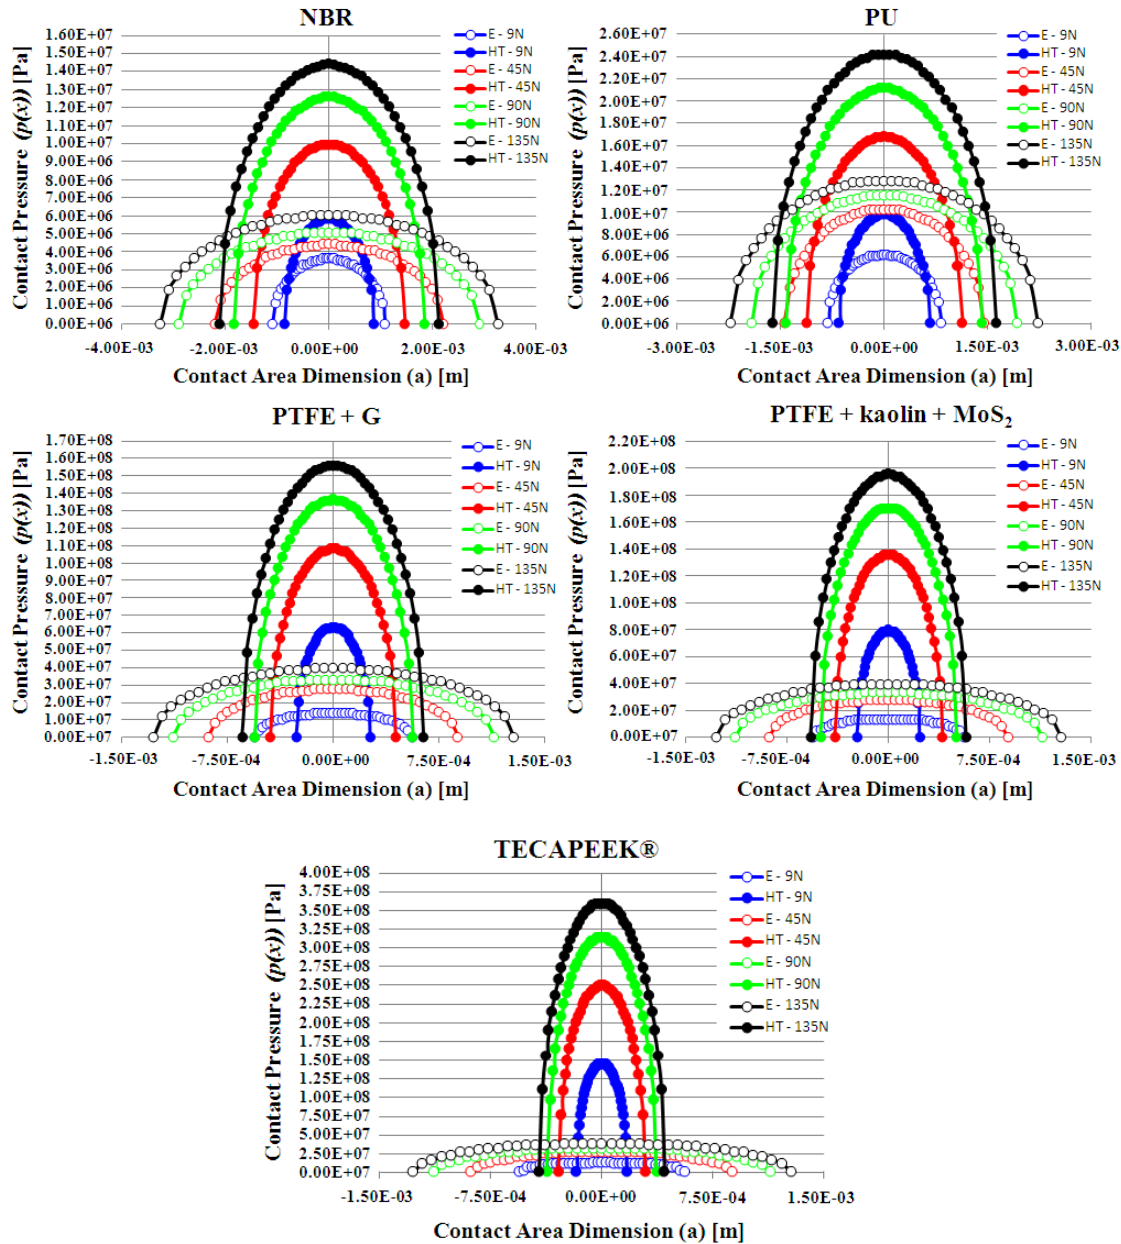 NBR
Contact Pressure (p(x)) [Pa]
1.60E+07
1.50E+07
1.40E+07
1.30E+07
1.20E+07
1.10E+07
1.00E+07
9.00E+06
8.00E+06
7.00E+06
6.00E+06
5.00E+06
4.00E+06
3.00E+06
2.00E+06
1.00E+06
0.00E+06
-4.00E-03 -2.00E-03 0.00E+00 2.00E-03 4.00E-03
Contact Area Dimension (a) [m]
E - 9N
HT - 9N
E - 45N
HT - 45N
E - 90N
HT - 90N
E - 135N
HT - 135N
PU
Contact Pressure (p(x)) [Pa]
2.60E+07
2.40E+07
2.20E+07
2.00E+07
1.80E+07
1.60E+07
1.40E+07
1.20E+07
1.00E+07
8.00E+06
6.00E+06
4.00E+06
2.00E+06
0.00E+06
-3.00E-03 -1.50E-03 0.00E+00 1.50E-03 3.00E-03
Contact Area Dimension (a) [m]
E - 9N
HT - 9N
E - 45N
HT - 45N
E - 90N
HT - 90N
E - 135N
HT - 135N
PTFE + G
Contact Pressure (p(x)) [Pa]
1.70E+08
1.60E+08
1.50E+08
1.40E+08
1.30E+08
1.20E+08
1.10E+08
1.00E+08
9.00E+07
8.00E+07
7.00E+07
6.00E+07
5.00E+07
4.00E+07
3.00E+07
2.00E+07
1.00E+07
0.00E+07
-1.50E-03 -7.50E-04 0.00E+00 7.50E-04 1.50E-03
Contact Area Dimension (a) [m]
E - 9N
HT - 9N
E - 45N
HT - 45N
E - 90N
HT - 90N
E - 135N
HT - 135N
PTFE + kaolin + MoS₂
Contact Pressure (p(x)) [Pa]
2.20E+08
2.00E+08
1.80E+08
1.60E+08
1.40E+08
1.20E+08
1.00E+08
8.00E+07
6.00E+07
4.00E+07
2.00E+07
0.00E+07
-1.50E-03 -7.50E-04 0.00E+00 7.50E-04 1.50E-03
Contact Area Dimension (a) [m]
E - 9N
HT - 9N
E - 45N
HT - 45N
E - 90N
HT - 90N
E - 135N
HT - 135N
TECAPEEK®
Contact Pressure (p(x)) [Pa]
4.00E+08
3.75E+08
3.50E+08
3.25E+08
3.00E+08
2.75E+08
2.50E+08
2.25E+08
2.00E+08
1.75E+08
1.50E+08
1.25E+08
1.00E+08
7.50E+07
5.00E+07
2.50E+07
0.00E+07
-1.50E-03 -7.50E-04 0.00E+00 7.50E-04 1.50E-03
Contact Area Dimension (a) [m]
E - 9N
HT - 9N
E - 45N
HT - 45N
E - 90N
HT - 90N
E - 135N
HT - 135N